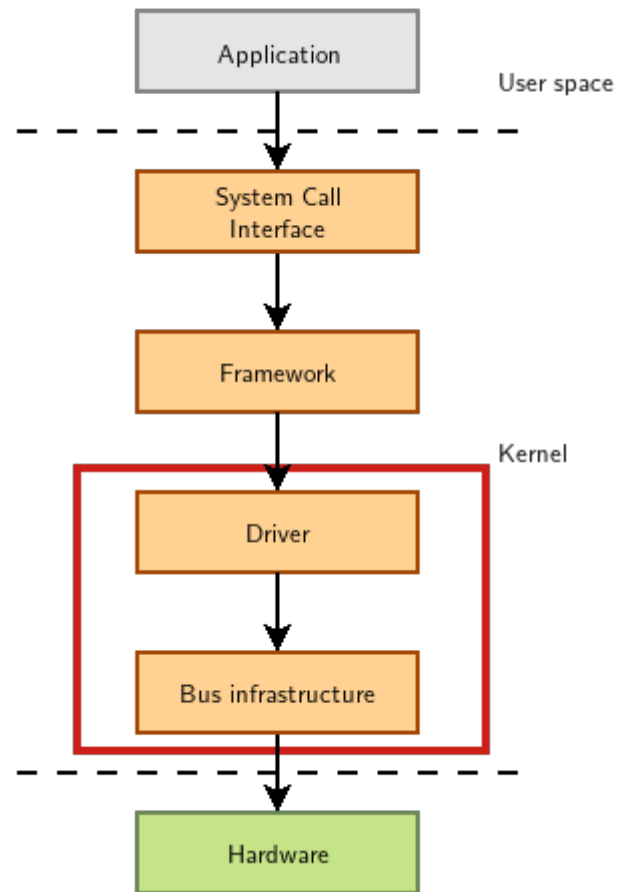 Application
User space
System Call
Interface
Framework
Kernel
Driver
Bus infrastructure
Hardware